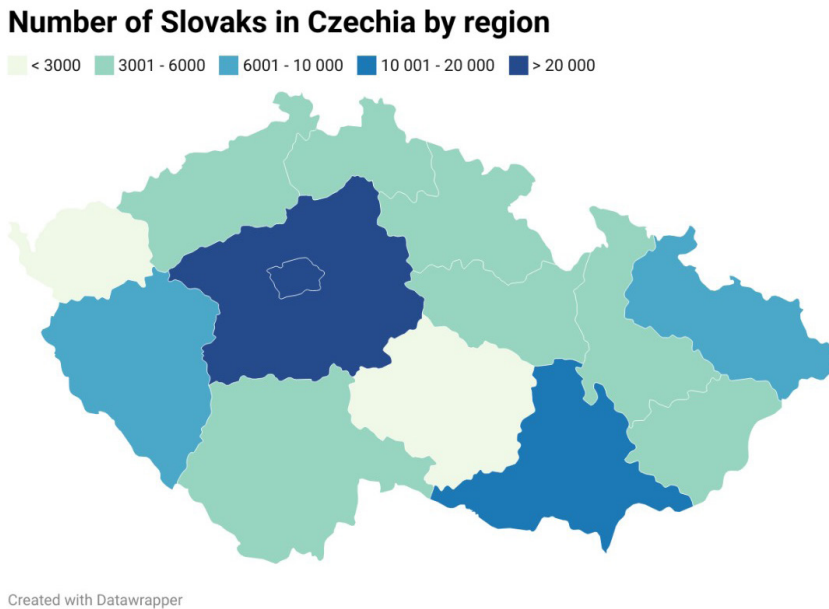 Number of Slovaks in Czechia by region
< 3000 3001 - 6000 6001 - 10 000 10 001 - 20 000 > 20 000
Created with Datawrapper